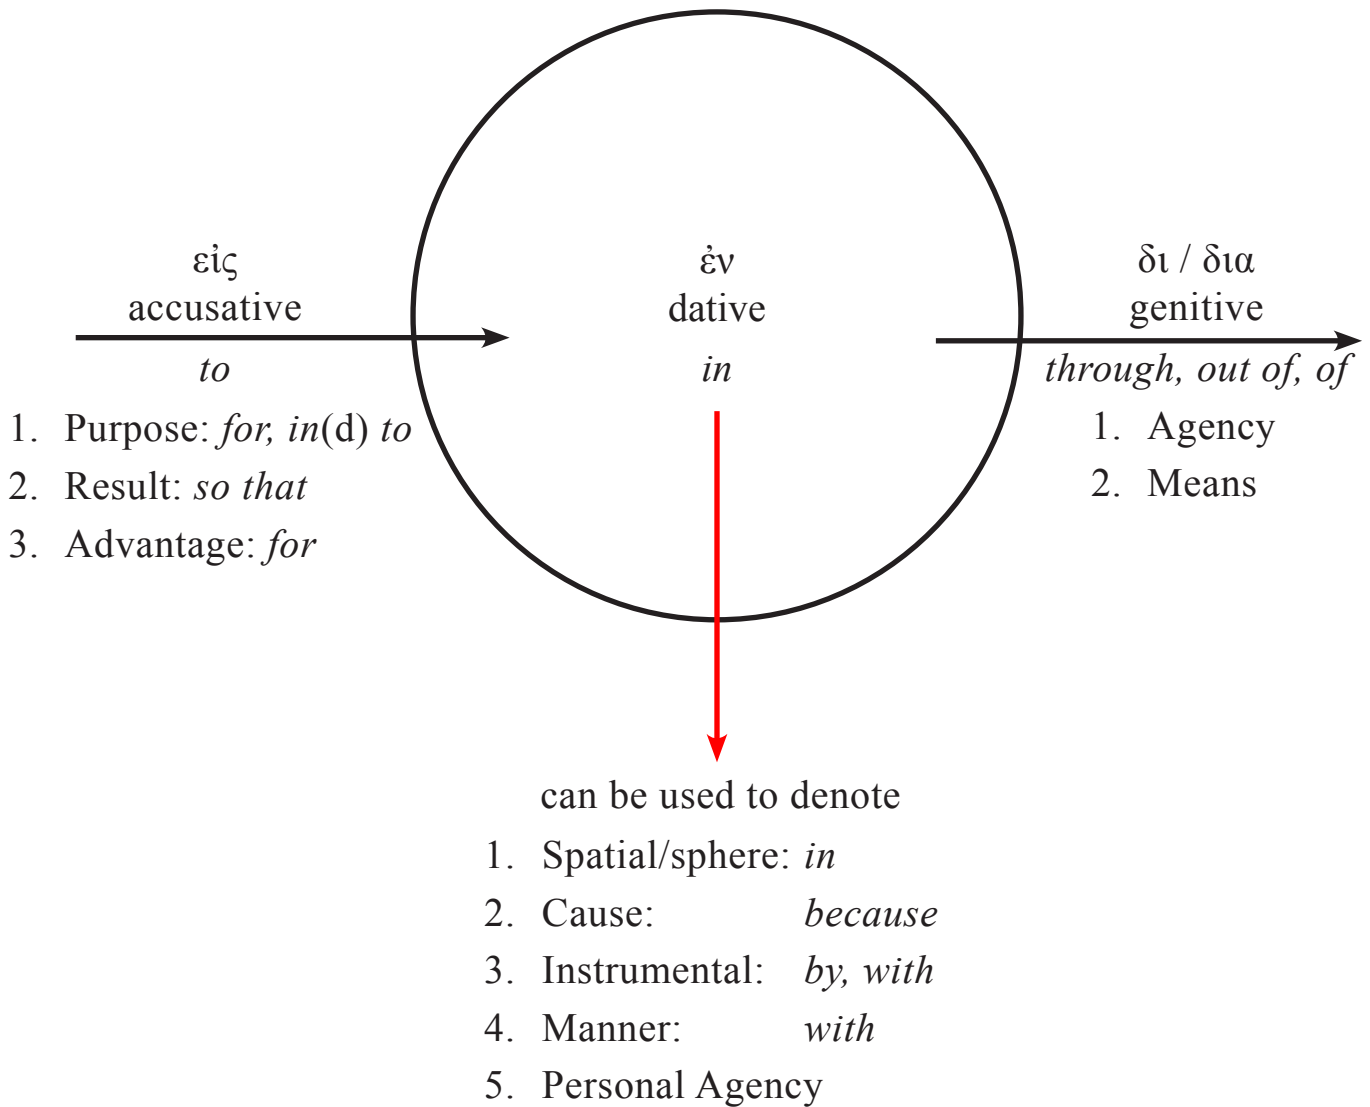 εἰς
accusative
to
1. Purpose: for, in(d) to
2. Result: so that
3. Advantage: for
ἐν
dative
in
δι / δια
genitive
through, out of, of
1. Agency
2. Means
can be used to denote
1. Spatial/sphere: in
2. Cause: because
3. Instrumental: by, with
4. Manner: with
5. Personal Agency